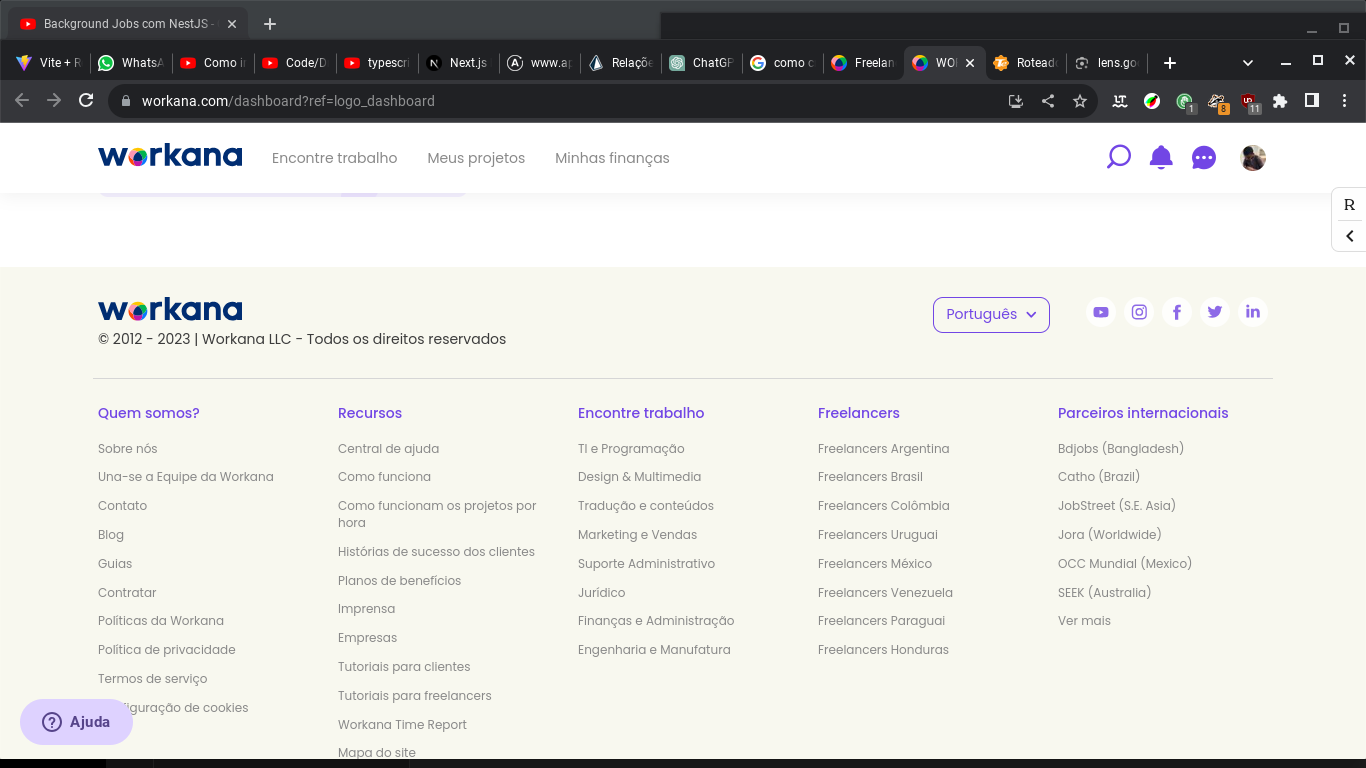 Background Jobs com NestJS -
Vite + R
WhatsA
Como i
Code/D
typescri
Next.js
www.ap
Relaçõe
ChatGP
como c
Freelan
WO
Rotead
lens.goo
workana.com/dashboard?ref=logo_dashboard
1
8
11
workana
Encontre trabalho
Meus projetos
Minhas finanças
R
workana
© 2012 - 2023 | Workana LLC - Todos os direitos reservados
Português
Quem somos?
Sobre nós
Una-se a Equipe da Workana
Contato
Blog
Guias
Contratar
Políticas da Workana
Política de privacidade
Termos de serviço
figuração de cookies
Recursos
Central de ajuda
Como funciona
Como funcionam os projetos por
hora
Histórias de sucesso dos clientes
Planos de benefícios
Imprensa
Empresas
Tutoriais para clientes
Tutoriais para freelancers
Workana Time Report
Mapa do site
Encontre trabalho
TI e Programação
Design & Multimedia
Tradução e conteúdos
Marketing e Vendas
Suporte Administrativo
Jurídico
Finanças e Administração
Engenharia e Manufatura
Freelancers
Freelancers Argentina
Freelancers Brasil
Freelancers Colômbia
Freelancers Uruguai
Freelancers México
Freelancers Venezuela
Freelancers Paraguai
Freelancers Honduras
Parceiros internacionais
Bdjobs (Bangladesh)
Catho (Brazil)
JobStreet (S.E. Asia)
Jora (Worldwide)
OCC Mundial (Mexico)
SEEK (Australia)
Ver mais
Ajuda